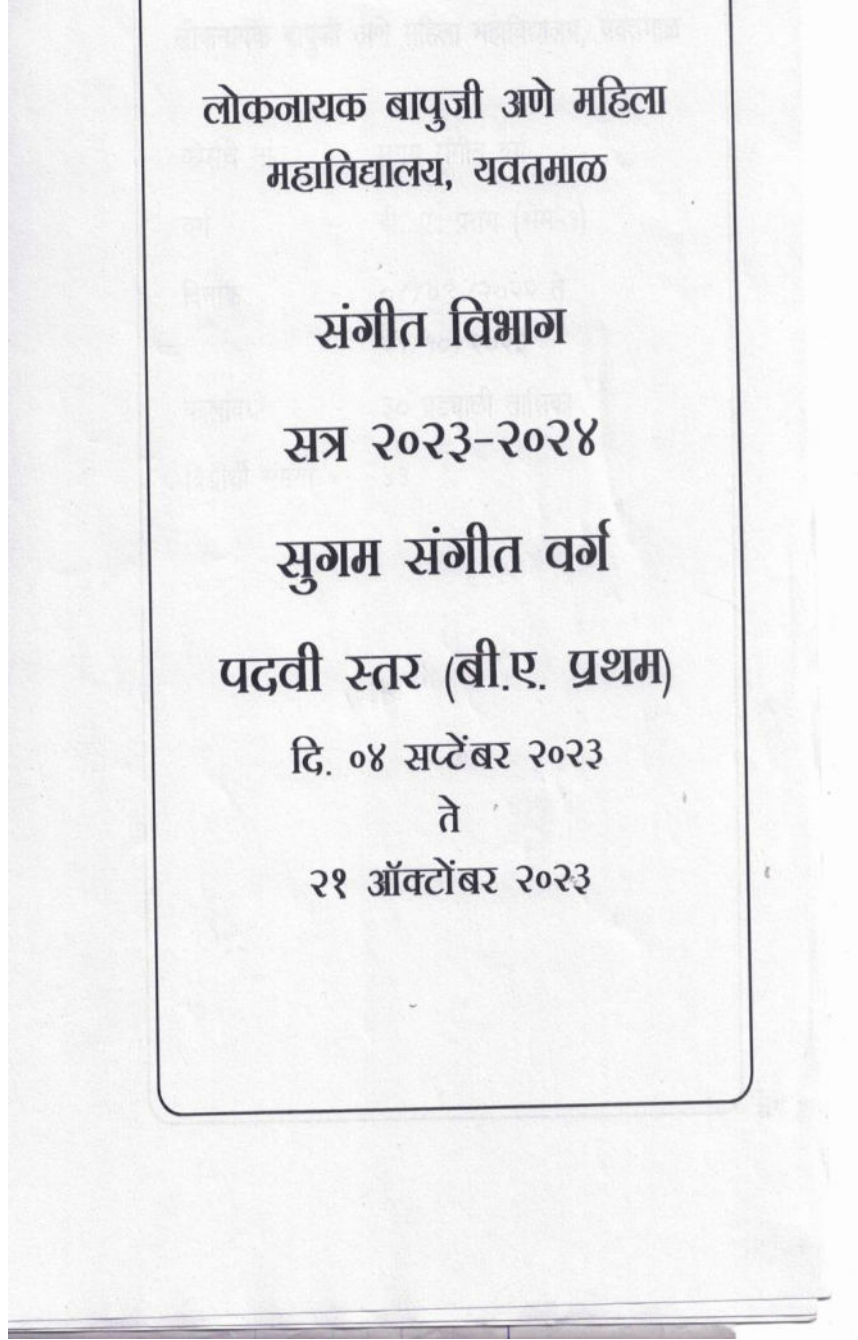 लोकनायक बापुजी अणे महिला
महाविद्यालय, यवतमाळ
संगीत विभाग
सत्र २०२३-२०२४
सुगम संगीत वर्ग
पदवी स्तर (बी.ए. प्रथम)
दि. ०४ सप्टेंबर २०२३
ते
२१ ऑक्टोंबर २०२३